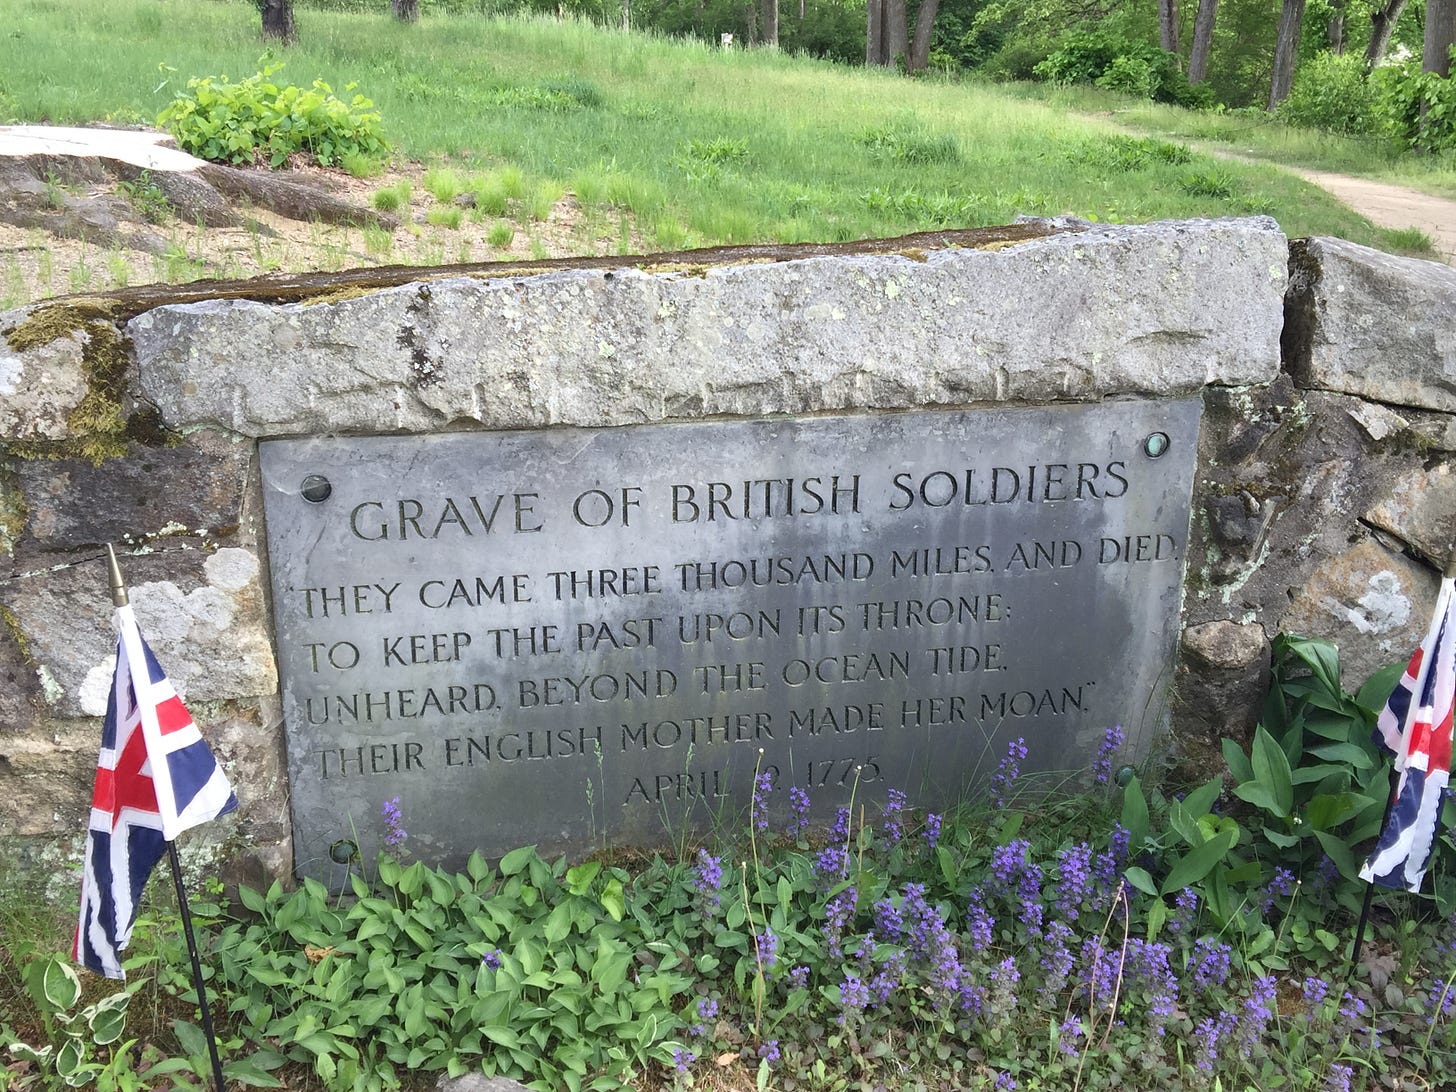 GRAVE OF BRITISH SOLDIERS
"THEY CAME THREE THOUSAND MILES, AND DIED,
TO KEEP THE PAST UPON ITS THRONE;
UNHEARD, BEYOND THE OCEAN TIDE,
THEIR ENGLISH MOTHER MADE HER MOAN."
APRIL 19, 1775.